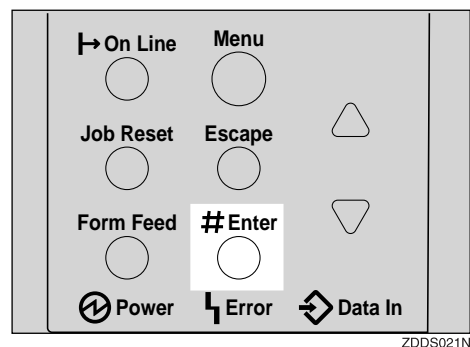 On Line Menu
Job Reset Escape
Form Feed # Enter
Power Error Data In
ZDDS021N